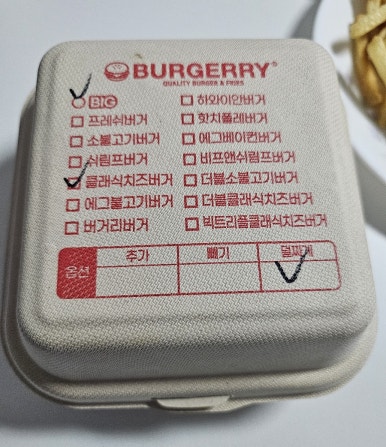 BURGERRY®
QUALITY BURGER & FRIES
BIG
프레쉬버거
소불고기버거
쉬림프버거
클래식치즈버거
에그불고기버거
버거리버거
하와이안버거
핫치폴레버거
에그베이컨버거
비프앤쉬림프버거
더블소불고기버거
더블클래식치즈버거
빅트리플클래식치즈버거
옵션
추가
빼기
덜짜게